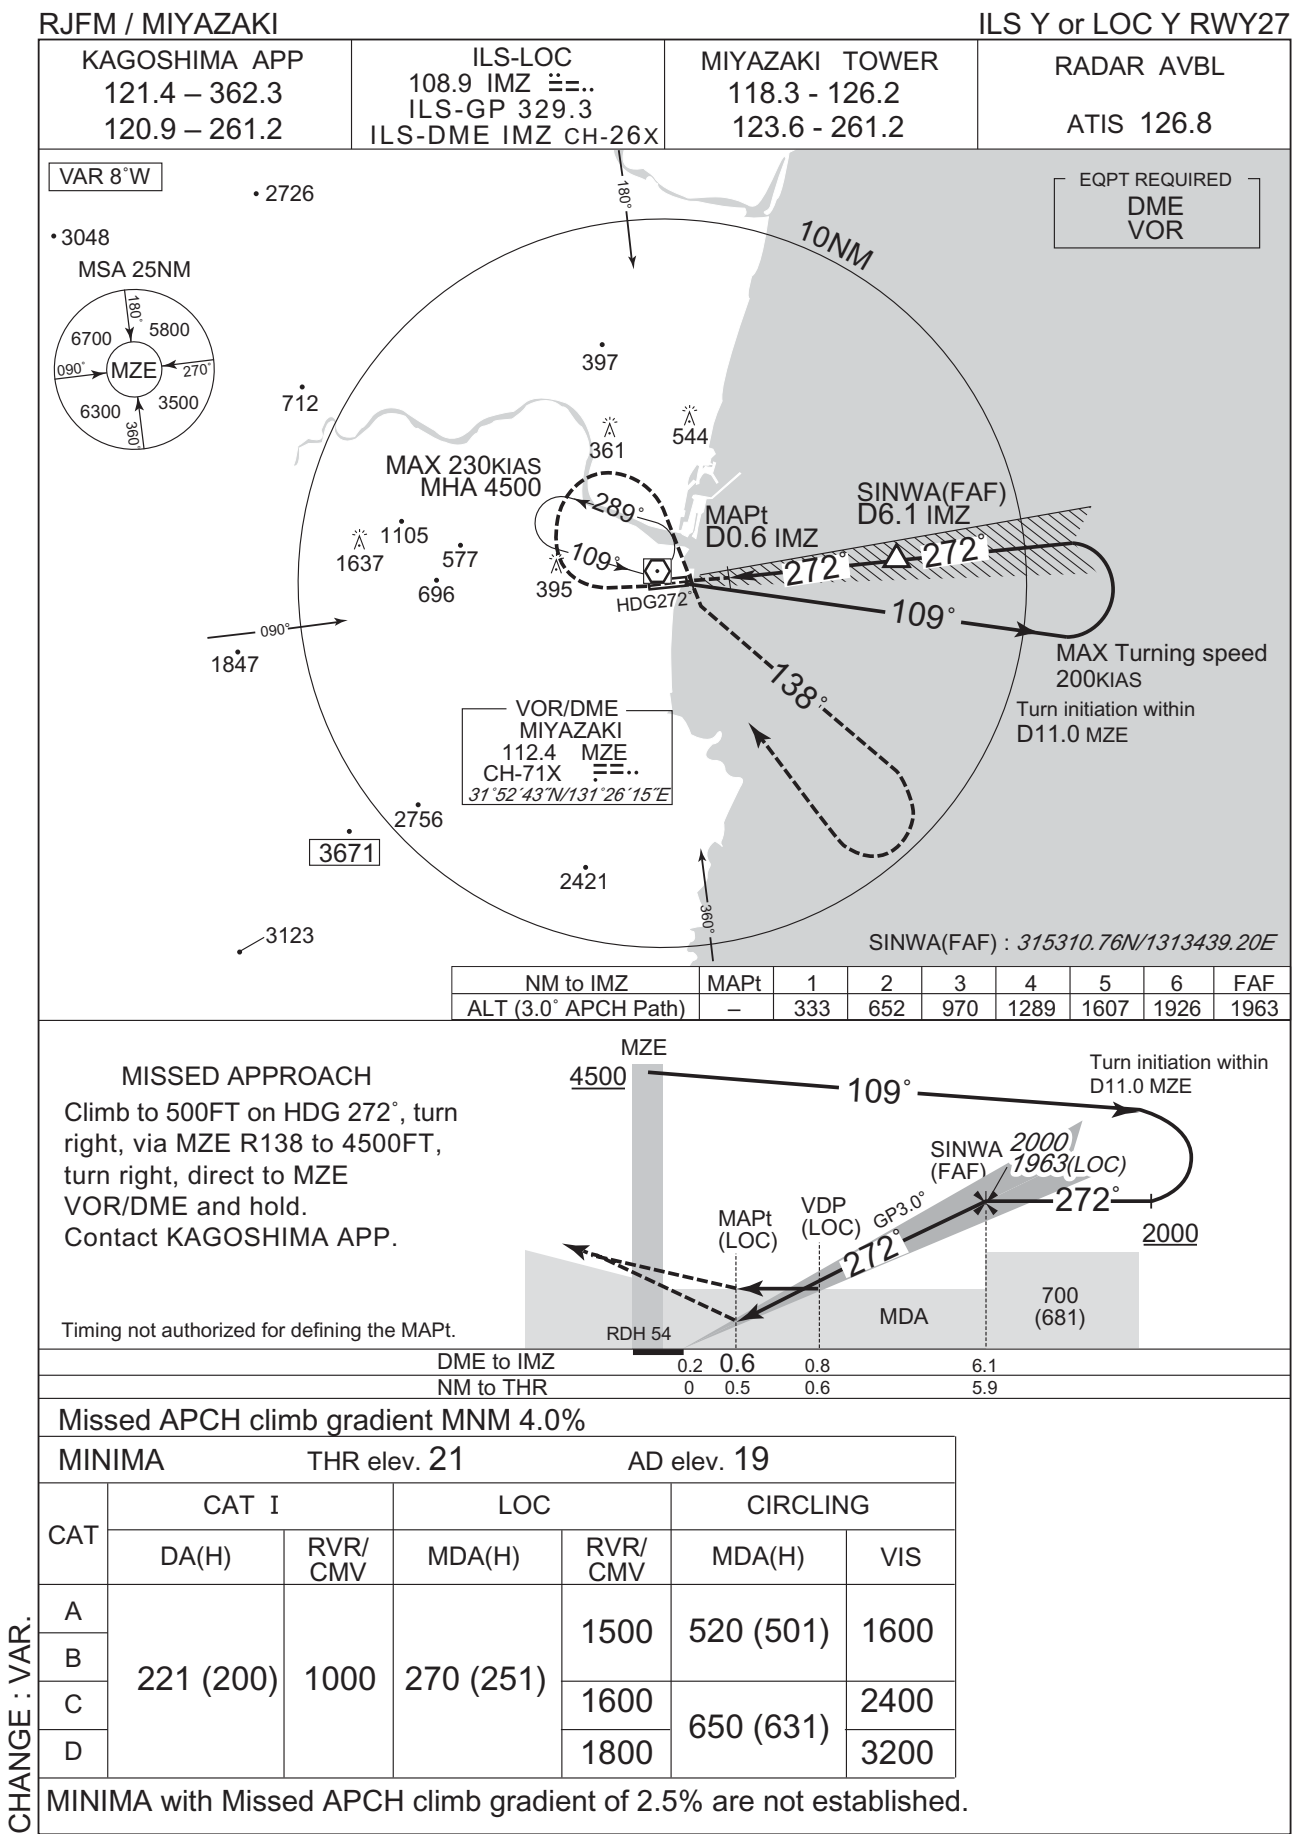 RJFM / MIYAZAKI
ILS Y or LOC Y RWY27
KAGOSHIMA APP
121.4 – 362.3
120.9 – 261.2
ILS-LOC
108.9 IMZ
ILS-GP 329.3
ILS-DME IMZ CH-26X
MIYAZAKI TOWER
118.3 - 126.2
123.6 - 261.2
RADAR AVBL
ATIS 126.8
VAR 8˚W
2726
3048
180˚
10NM
EQPT REQUIRED
DME
VOR
MSA 25NM
180˚
6700
5800
090˚
MZE
270˚
6300
3500
360˚
397
712
361
544
MAX 230KIAS
MHA 4500
289˚
109˚
1105
1637
577
696
395
HDG272˚
MAPt
D0.6 IMZ
SINWA(FAF)
D6.1 IMZ
272˚
272˚
109˚
090˚
1847
138˚
MAX Turning speed
200KIAS
Turn initiation within
D11.0 MZE
VOR/DME
MIYAZAKI
112.4 MZE
CH-71X
31˚52´43˝N/131˚26´15˝E
2756
3671
2421
360˚
3123
SINWA(FAF) : 315310.76N/1313439.20E
NM to IMZ MAPt 1 2 3 4 5 6 FAF
ALT (3.0˚ APCH Path) – 333 652 970 1289 1607 1926 1963
MISSED APPROACH
Climb to 500FT on HDG 272˚, turn
right, via MZE R138 to 4500FT,
turn right, direct to MZE
VOR/DME and hold.
Contact KAGOSHIMA APP.
Timing not authorized for defining the MAPt.
MZE
4500
109˚
Turn initiation within
D11.0 MZE
SINWA
(FAF)
2000
1963(LOC)
VDP
(LOC)
GP3.0˚
MAPt
(LOC)
272˚
272˚
2000
700
(681)
MDA
RDH 54
DME to IMZ 0.2 0.6 0.8 6.1
NM to THR 0 0.5 0.6 5.9
Missed APCH climb gradient MNM 4.0%
MINIMA THR elev. 21 AD elev. 19
CAT
CAT I
LOC
CIRCLING
DA(H)
RVR/
CMV
MDA(H)
RVR/
CMV
MDA(H)
VIS
A
B
C
D
221 (200)
1000
270 (251)
1500
1600
1800
520 (501)
650 (631)
1600
2400
3200
MINIMA with Missed APCH climb gradient of 2.5% are not established.
CHANGE : VAR.